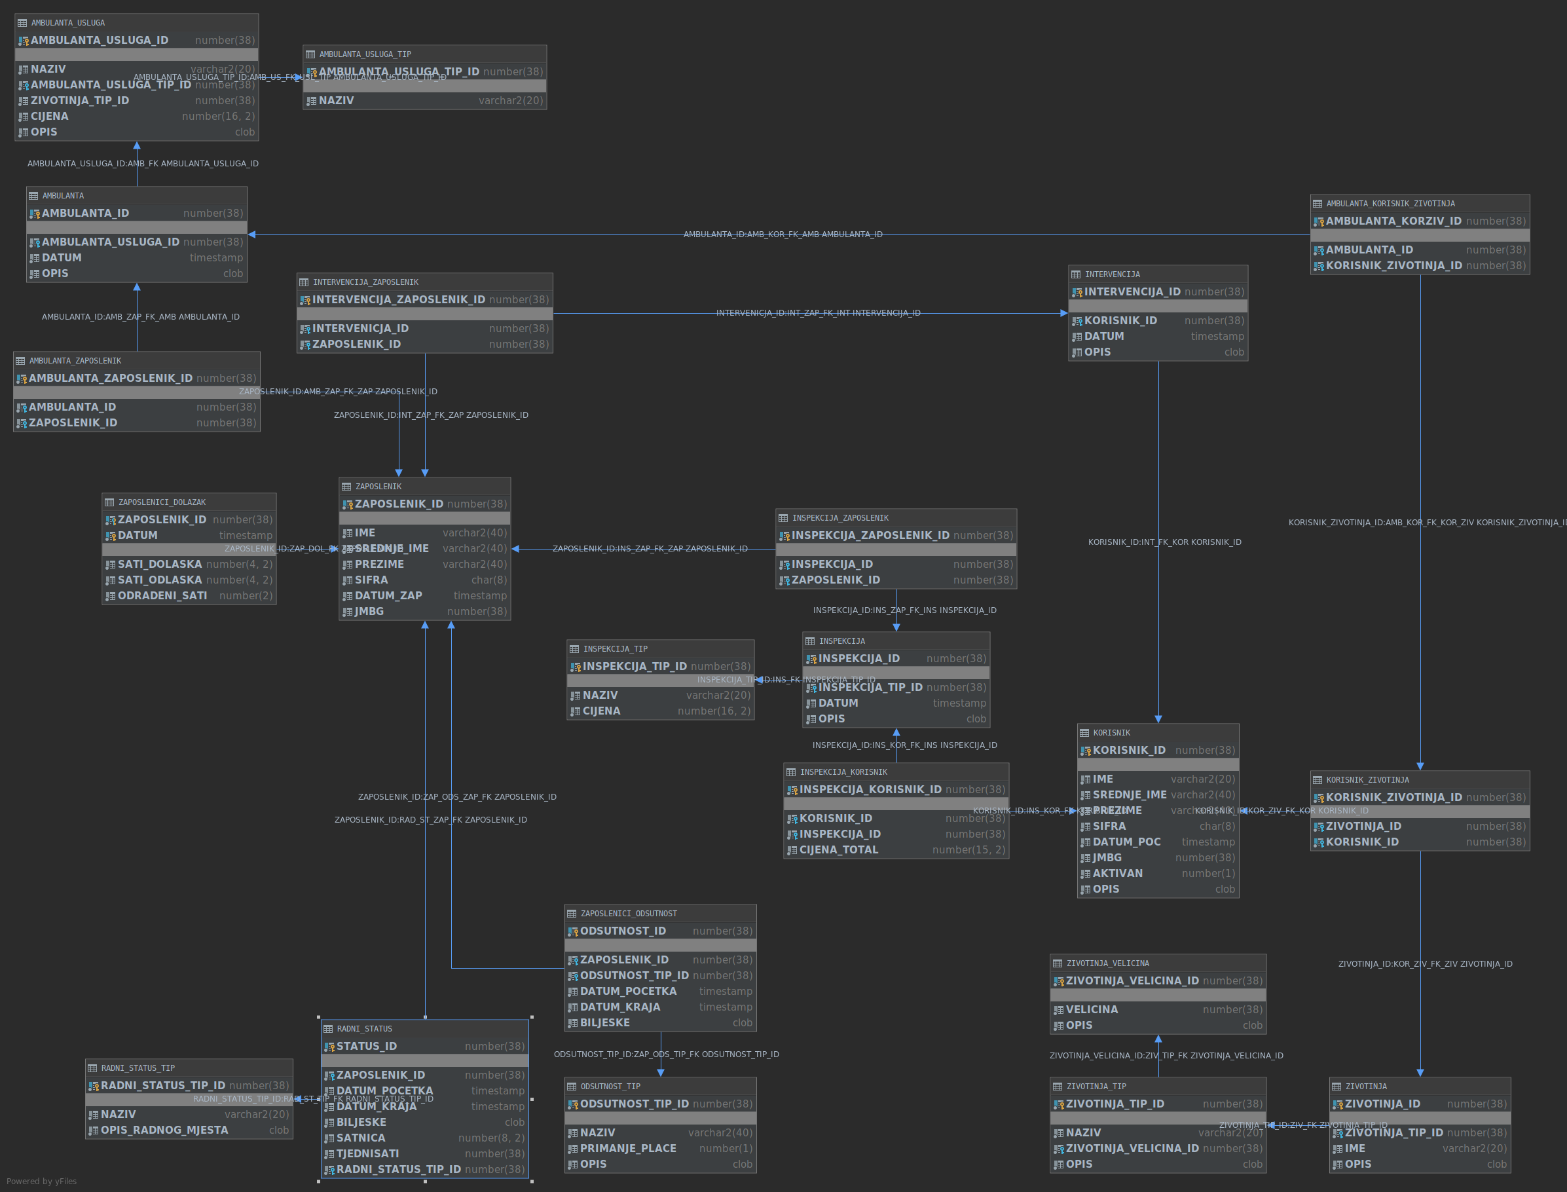 AMBULANTA_USLUGA
AMBULANTA_USLUGA_ID number(38)
NAZIV varchar2(20)
AMBULANTA_USLUGA_TIP_ID number(38)
ZIVOTINJA_TIP_ID number(38)
CIJENA number(16, 2)
OPIS clob
AMBULANTA_USLUGA_TIP
AMBULANTA_USLUGA_TIP_ID number(38)
NAZIV varchar2(20)
AMBULANTA_USLUGA_ID:AMB_FK AMBULANTA_USLUGA_ID
AMBULANTA
AMBULANTA_ID number(38)
AMBULANTA_USLUGA_ID number(38)
DATUM timestamp
OPIS clob
AMBULANTA_ID:AMB_KOR_FK_AMB AMBULANTA_ID
AMBULANTA_KORISNIK_ZIVOTINJA
AMBULANTA_KORZIV_ID number(38)
AMBULANTA_ID number(38)
KORISNIK_ZIVOTINJA_ID number(38)
INTERVENCIJA_ZAPOSLENIK
INTERVENCIJA_ZAPOSLENIK_ID number(38)
INTERVENICJA_ID number(38)
ZAPOSLENIK_ID number(38)
INTERVENICJA_ID:INT_ZAP_FK_INT INTERVENCIJA_ID
INTERVENCIJA
INTERVENCIJA_ID number(38)
KORISNIK_ID number(38)
DATUM timestamp
OPIS clob
AMBULANTA_ID:AMB_ZAP_FK_AMB AMBULANTA_ID
AMBULANTA_ZAPOSLENIK
AMBULANTA_ZAPOSLENIK_ID number(38)
AMBULANTA_ID number(38)
ZAPOSLENIK_ID number(38)
ZAPOSLENIK_ID:AMB_ZAP_FK_ZAP ZAPOSLENIK_ID
ZAPOSLENIK_ID:INT_ZAP_FK_ZAP ZAPOSLENIK_ID
ZAPOSLENICI_DOLAZAK
ZAPOSLENIK_ID number(38)
DATUM timestamp
SATI_DOLASKA number(4, 2)
SATI_ODLASKA number(4, 2)
ODRADENI_SATI number(2)
ZAPOSLENIK
ZAPOSLENIK_ID number(38)
IME varchar2(40)
SREDNJE_IME varchar2(40)
PREZIME varchar2(40)
SIFRA char(8)
DATUM_ZAP timestamp
JMBG number(38)
ZAPOSLENIK_ID:INS_ZAP_FK_ZAP ZAPOSLENIK_ID
INSPEKCIJA_ZAPOSLENIK
INSPEKCIJA_ZAPOSLENIK_ID number(38)
INSPEKCIJA_ID number(38)
ZAPOSLENIK_ID number(38)
KORISNIK_ID:INT_FK_KOR KORISNIK_ID
KORISNIK_ZIVOTINJA_ID:AMB_KOR_FK_KOR_ZIV KORISNIK_ZIVOTINJA_I
INSPEKCIJA_ID:INS_ZAP_FK_INS INSPEKCIJA_ID
INSPEKCIJA_TIP
INSPEKCIJA_TIP_ID number(38)
NAZIV varchar2(20)
CIJENA number(16, 2)
INSPEKCIJA_TIP_ID:INS_FK INSPEKCIJA_TIP_ID
INSPEKCIJA
INSPEKCIJA_ID number(38)
INSPEKCIJA_TIP_ID number(38)
DATUM timestamp
OPIS clob
INSPEKCIJA_ID:INS_KOR_FK_INS INSPEKCIJA_ID
INSPEKCIJA_KORISNIK
INSPEKCIJA_KORISNIK_ID number(38)
KORISNIK_ID number(38)
INSPEKCIJA_ID number(38)
CIJENA_TOTAL number(15, 2)
KORISNIK
KORISNIK_ID number(38)
IME varchar2(20)
SREDNJE_IME varchar2(40)
PREZIME
SIFRA char(8)
DATUM_POC timestamp
JMBG number(38)
AKTIVAN number(1)
OPIS clob
KORISNIK_ZIVOTINJA
KORISNIK_ZIVOTINJA_ID number(38)
ZIVOTINJA_ID number(38)
KORISNIK_ID number(38)
ZAPOSLENIK_ID:ZAP_ODS_ZAP_FK ZAPOSLENIK_ID
ZAPOSLENIK_ID:RAD_ST_ZAP_FK ZAPOSLENIK_ID
ZAPOSLENICI_ODSUTNOST
ODSUTNOST_ID number(38)
ZAPOSLENIK_ID number(38)
ODSUTNOST_TIP_ID number(38)
DATUM_POCETKA timestamp
DATUM_KRAJA timestamp
BILJESKE clob
ZIVOTINJA_VELICINA
ZIVOTINJA_VELICINA_ID number(38)
VELICINA number(38)
OPIS clob
ZIVOTINJA_ID:KOR_ZIV_FK_ZIV ZIVOTINJA_ID
RADNI_STATUS_TIP
RADNI_STATUS_TIP_ID number(38)
NAZIV varchar2(20)
OPIS_RADNOG_MJESTA clob
RADNI_STATUS
STATUS_ID number(38)
ZAPOSLENIK_ID number(38)
DATUM_POCETKA timestamp
DATUM_KRAJA timestamp
BILJESKE clob
SATNICA number(8, 2)
TJEDNISATI number(38)
RADNI_STATUS_TIP_ID number(38)
ODSUTNOST_TIP_ID:ZAP_ODS_TIP_FK ODSUTNOST_TIP_ID
ODSUTNOST_TIP
ODSUTNOST_TIP_ID number(38)
NAZIV varchar2(40)
PRIMANJE_PLACE number(1)
OPIS clob
ZIVOTINJA_VELICINA_ID:ZIV_TIP_FK ZIVOTINJA_VELICINA_ID
ZIVOTINJA_TIP
ZIVOTINJA_TIP_ID number(38)
NAZIV varchar2(20)
ZIVOTINJA_VELICINA_ID number(38)
OPIS clob
ZIVOTINJA_TIP_ID:ZIV_FK ZIVOTINJA_TIP_ID
ZIVOTINJA
ZIVOTINJA_ID number(38)
ZIVOTINJA_TIP_ID number(38)
IME varchar2(20)
OPIS clob
Powered by yFiles